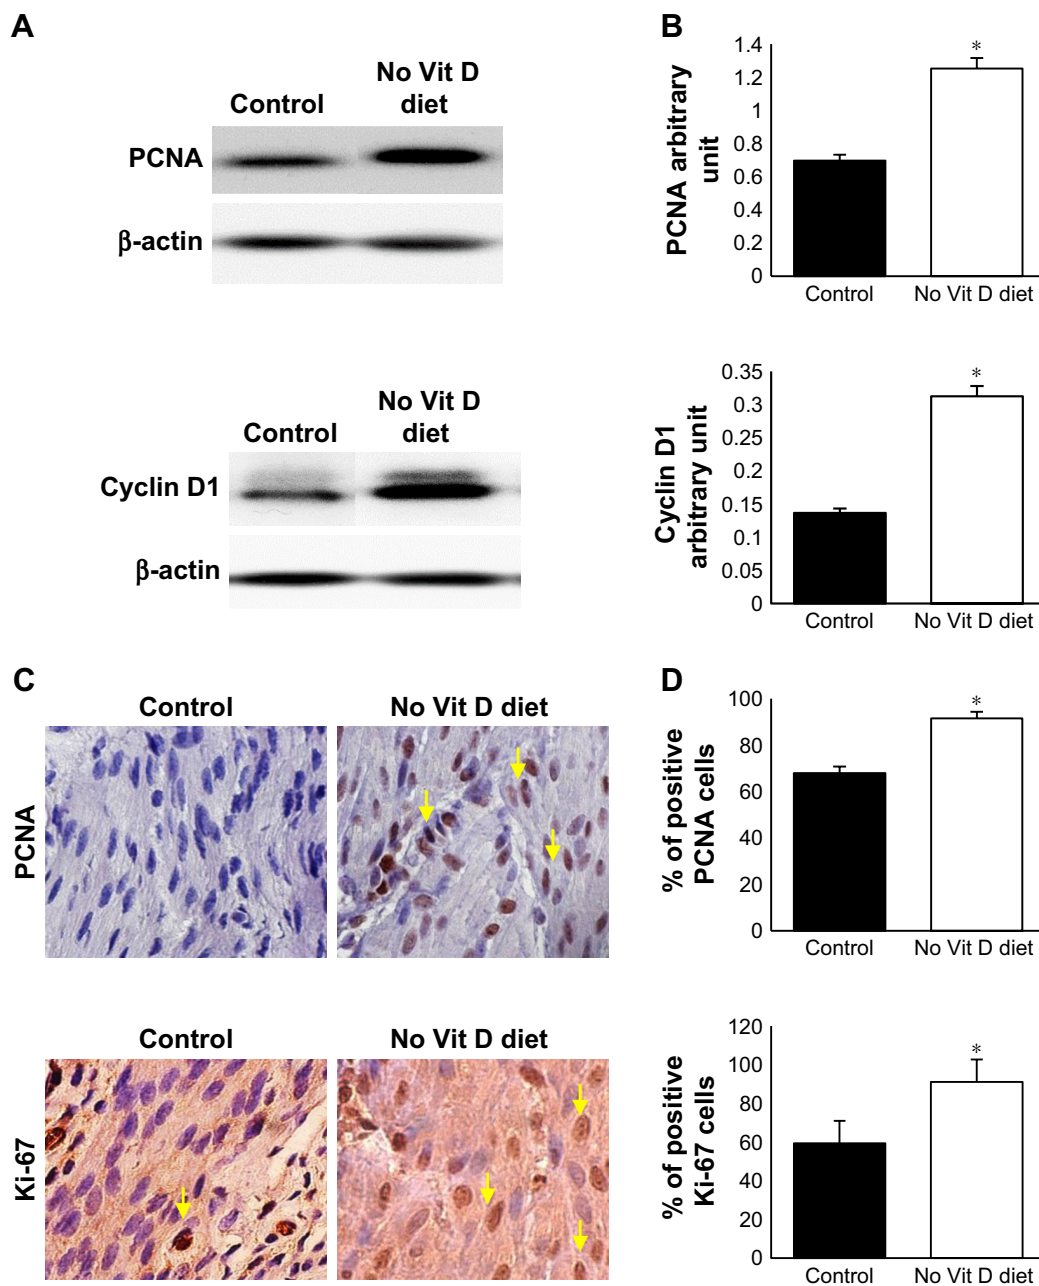 A
Control
No Vit D
diet
PCNA
β-actin
B
PCNA arbitrary
unit
1.4
1.2
1
0.8
0.6
0.4
0.2
0
*
Control
No Vit D diet
Control
No Vit D
diet
Cyclin D1
β-actin
Cyclin D1
arbitrary unit
0.35
0.3
0.25
0.2
0.15
0.1
0.05
0
*
Control
No Vit D diet
C
Control
No Vit D diet
PCNA
D
% of positive
PCNA cells
100
80
60
40
20
0
*
Control
No Vit D diet
Control
No Vit D diet
Ki-67
% of positive
Ki-67 cells
120
100
80
60
40
20
0
*
Control
No Vit D diet